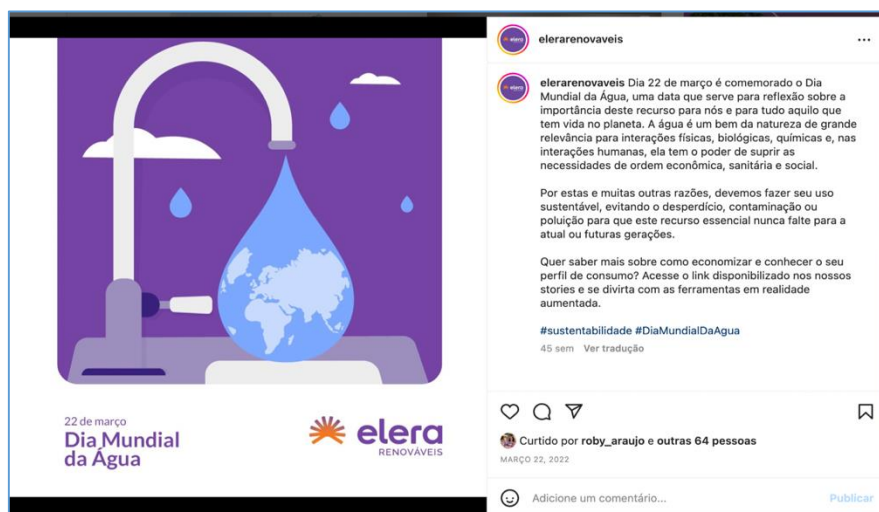 22 de março
Dia Mundial
da Água
elera
RENOVÁVEIS
elerarenovaveis
elerarenovaveis Dia 22 de março é comemorado o Dia
Mundial da Água, uma data que serve para reflexão sobre a
importância deste recurso para nós e para tudo aquilo que
tem vida no planeta. A água é um bem da natureza de grande
relevância para interações físicas, biológicas, químicas e, nas
interações humanas, ela tem o poder de suprir as
necessidades de ordem econômica, sanitária e social.
Por estas e muitas outras razões, devemos fazer seu uso
sustentável, evitando o desperdício, contaminação ou
poluição para que este recurso essencial nunca falte para a
atual ou futuras gerações.
Quer saber mais sobre como economizar e conhecer o seu
perfil de consumo? Acesse o link disponibilizado nos nossos
stories e se divirta com as ferramentas em realidade
aumentada.
#sustentabilidade #DiaMundialDaAgua
45 sem Ver tradução
Curtido por roby_araujo e outras 64 pessoas
MARÇO 22, 2022
Adicione um comentário... Publicar